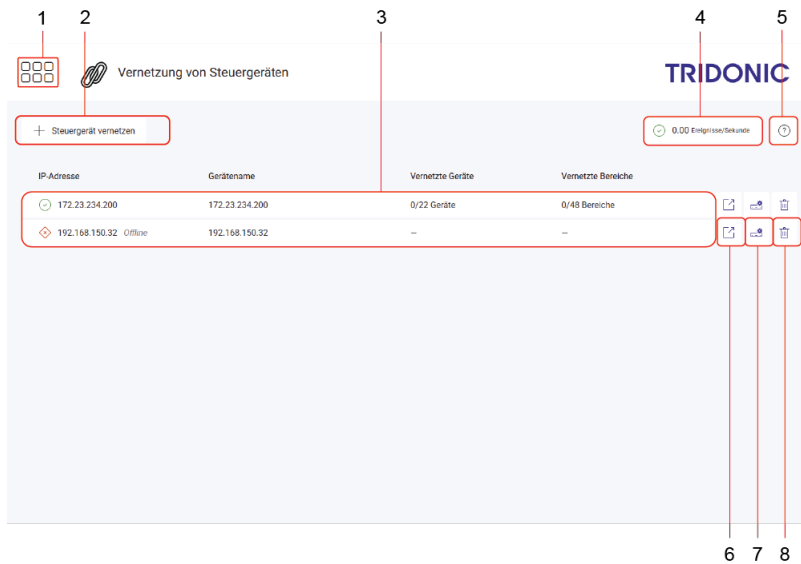 1 2 3 4 5
Vernetzung von Steuergeräten
TRIDONIC
Steuergerät vernetzen
0.00 Ereignisse/Sekunde
?
IP-Adresse Gerätename Vernetzte Geräte Vernetzte Bereiche
172.23.234.200 172.23.234.200 0/22 Geräte 0/48 Bereiche
192.168.150.32 Offline 192.168.150.32 – –
6 7 8